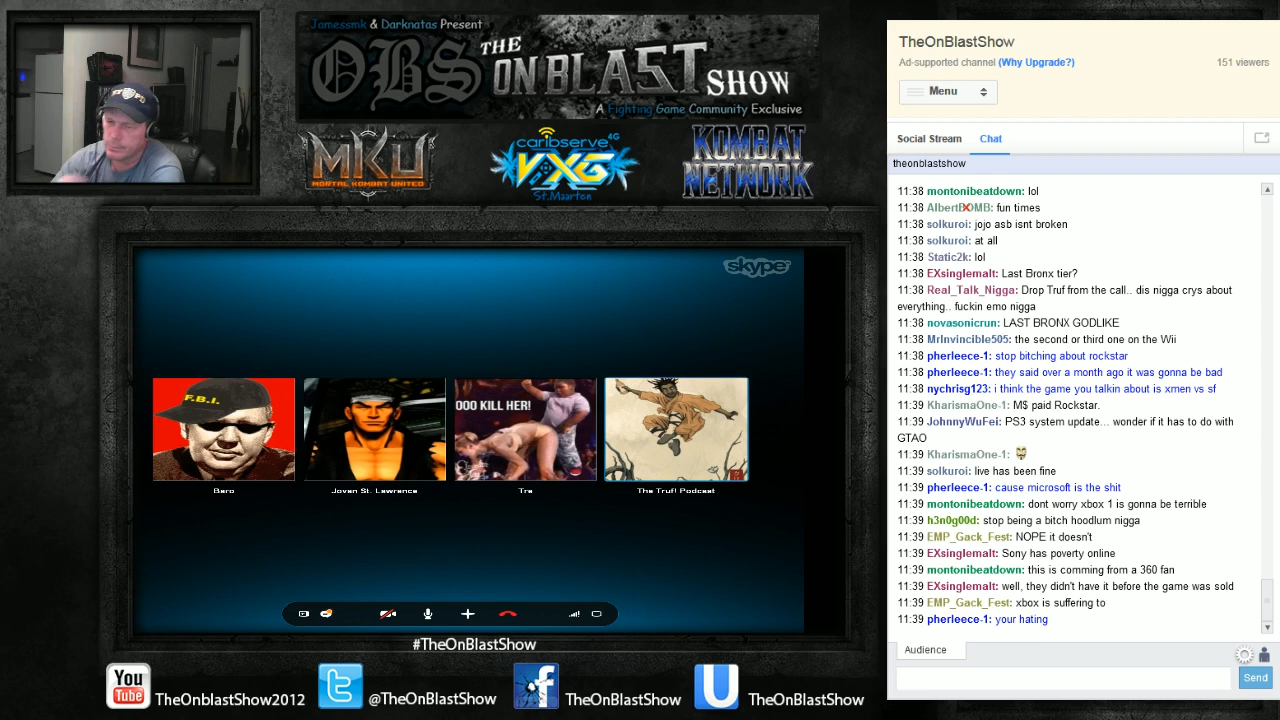 Jamessmk & Darknatas Present
OBS THE ON BLAST SHOW
A Fighting Game Community Exclusive
MKU
MORTAL KOMBAT UNITED
caribserve 4G
VXG
St.Maarten
KOMBAT
NETWORK
skype
F.B.I.
OOO KILL HER!
Baro
Jovan St. Lawrence
Tre
The Truf! Podcast
#TheOnBlastShow
You
Tube
TheOnblastShow2012
@TheOnBlastShow
TheOnBlastShow
TheOnBlastShow
TheOnBlastShow
Ad-supported channel (Why Upgrade?)
151 viewers
Menu
Social Stream
Chat
theonblastshow
11:38 montonibeatdown: lol
11:38 AlbertBOMB: fun times
11:38 solkuroi: jojo asb isnt broken
11:38 solkuroi: at all
11:38 Static2k: lol
11:38 EXsinglemalt: Last Bronx tier?
11:38 Real_Talk_Nigga: Drop Truf from the call.. dis nigga crys about
everything.. fuckin emo nigga
11:38 novasonicrun: LAST BRONX GODLIKE
11:38 MrInvincible505: the second or third one on the Wii
11:38 pherleece-1: stop bitching about rockstar
11:38 pherleece-1: they said over a month ago it was gonna be bad
11:38 nychrisg123: i think the game you talkin about is xmen vs sf
11:39 KharismaOne-1: M$ paid Rockstar.
11:39 JohnnyWuFei: PS3 system update... wonder if it has to do with
GTAO
11:39 KharismaOne-1:
11:39 solkuroi: live has been fine
11:39 pherleece-1: cause microsoft is the shit
11:39 montonibeatdown: dont worry xbox 1 is gonna be terrible
11:39 h3n0g00d: stop being a bitch hoodlum nigga
11:39 EMP_Gack_Fest: NOPE it doesn't
11:39 EXsinglemalt: Sony has poverty online
11:39 montonibeatdown: this is comming from a 360 fan
11:39 EXsinglemalt: well, they didn't have it before the game was sold
11:39 EMP_Gack_Fest: xbox is suffering to
11:39 pherleece-1: your hating
Audience
Send